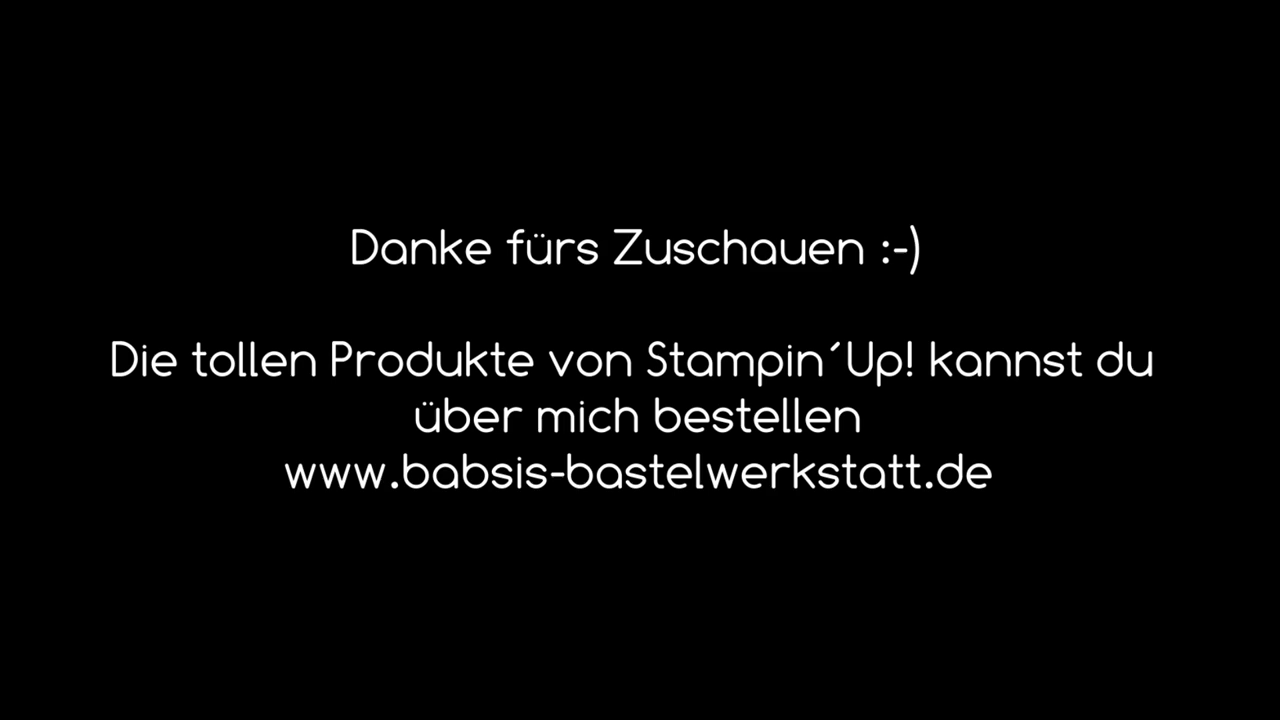 Danke fürs Zuschauen :-)
Die tollen Produkte von Stampin´Up! kannst du
über mich bestellen
www.babsis-bastelwerkstatt.de